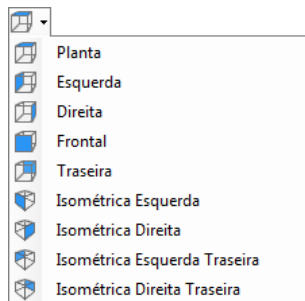 Planta
Esquerda
Direita
Frontal
Traseira
Isométrica Esquerda
Isométrica Direita
Isométrica Esquerda Traseira
Isométrica Direita Traseira